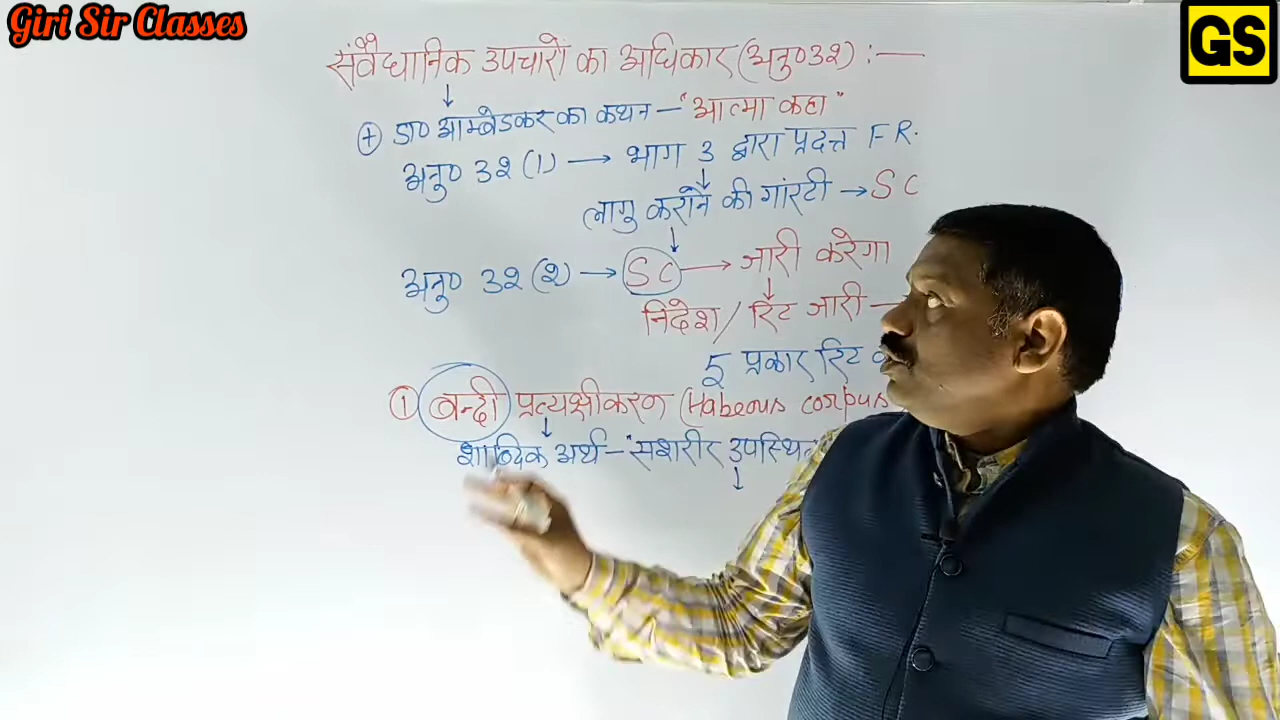 Giri Sir Classes
GS
संवैधानिक उपचारों का अधिकार (अनु० 32) :—
+ डा० आम्बेडकर का कथन – "आत्मा कहा"
अनु० 32 (1) → भाग 3 द्वारा प्रदत्त F R.
लागु कराने की गांरटी → SC
अनु० 32 (2) → SC → जारी करेगा
निदेश / रिट जारी –
5 प्रकार रिट
① बन्दी प्रत्यक्षीकरण (Habeous corpus
शाब्दिक अर्थ – "सशरीर उपस्थित